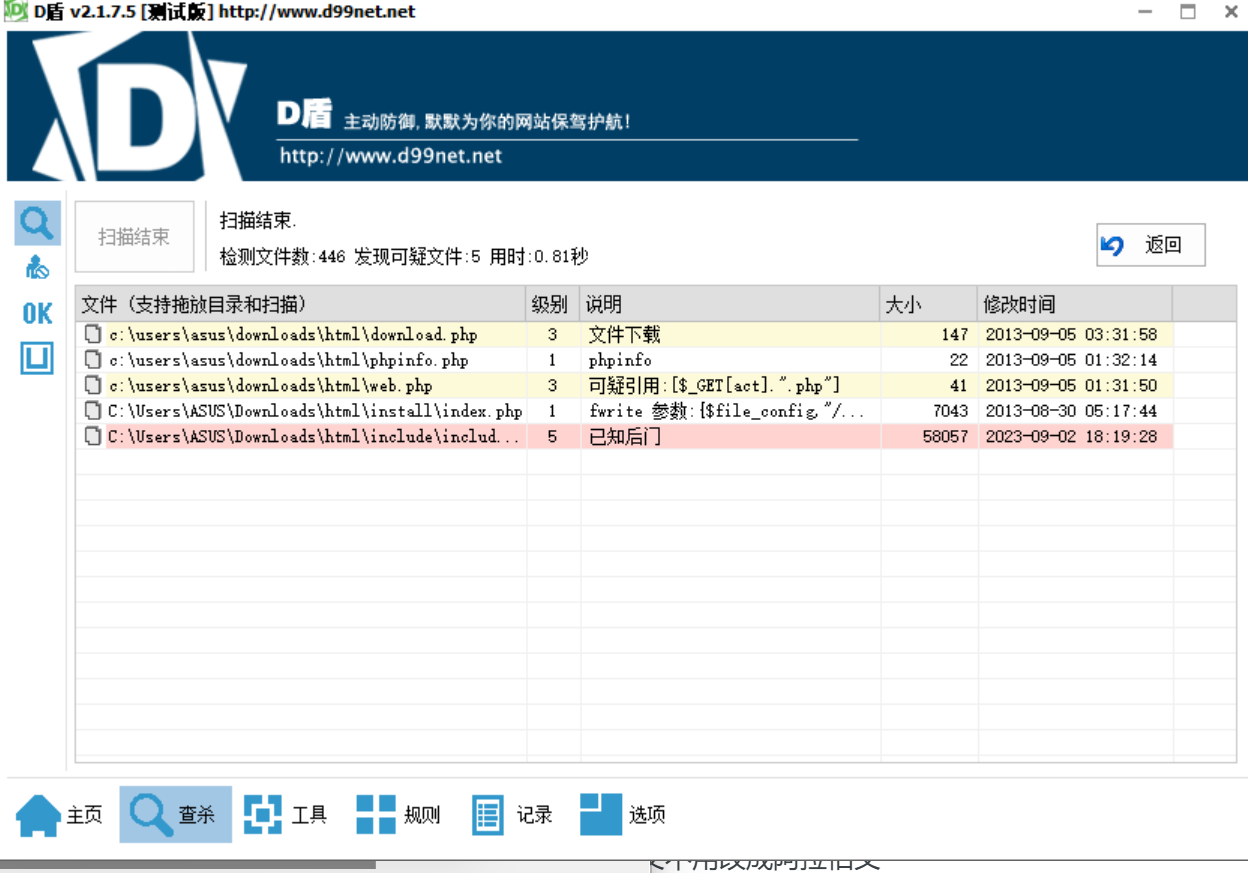 D盾 v2.1.7.5 [测试版] http://www.d99net.net
D盾 主动防御,默默为你的网站保驾护航!
http://www.d99net.net
扫描结束
扫描结束.
检测文件数:446 发现可疑文件:5 用时:0.81秒
返回
OK
文件 (支持拖放目录和扫描) 级别 说明 大小 修改时间
c:\users\asus\downloads\html\download.php 3 文件下载 147 2013-09-05 03:31:58
c:\users\asus\downloads\html\phpinfo.php 1 phpinfo 22 2013-09-05 01:32:14
c:\users\asus\downloads\html\web.php 3 可疑引用:[$_GET[act].".php"] 41 2013-09-05 01:31:50
C:\Users\ASUS\Downloads\html\install\index.php 1 fwrite 参数:[$file_config,"/... 7043 2013-08-30 05:17:44
C:\Users\ASUS\Downloads\html\include\includ... 5 已知后门 58057 2023-09-02 18:19:28
主页 查杀 工具 规则 记录 选项